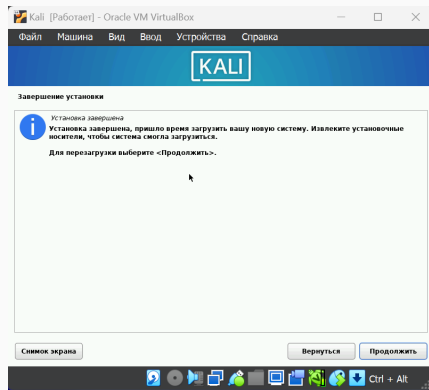 Kali [Работает] - Oracle VM VirtualBox
Файл Машина Вид Ввод Устройства Справка
KALI
Завершение установки
Установка завершена
Установка завершена, пришло время загрузить вашу новую систему. Извлеките установочные
носители, чтобы система смогла загрузиться.
Для перезагрузки выберите <Продолжить>.
Снимок экрана Вернуться Продолжить
Ctrl + Alt